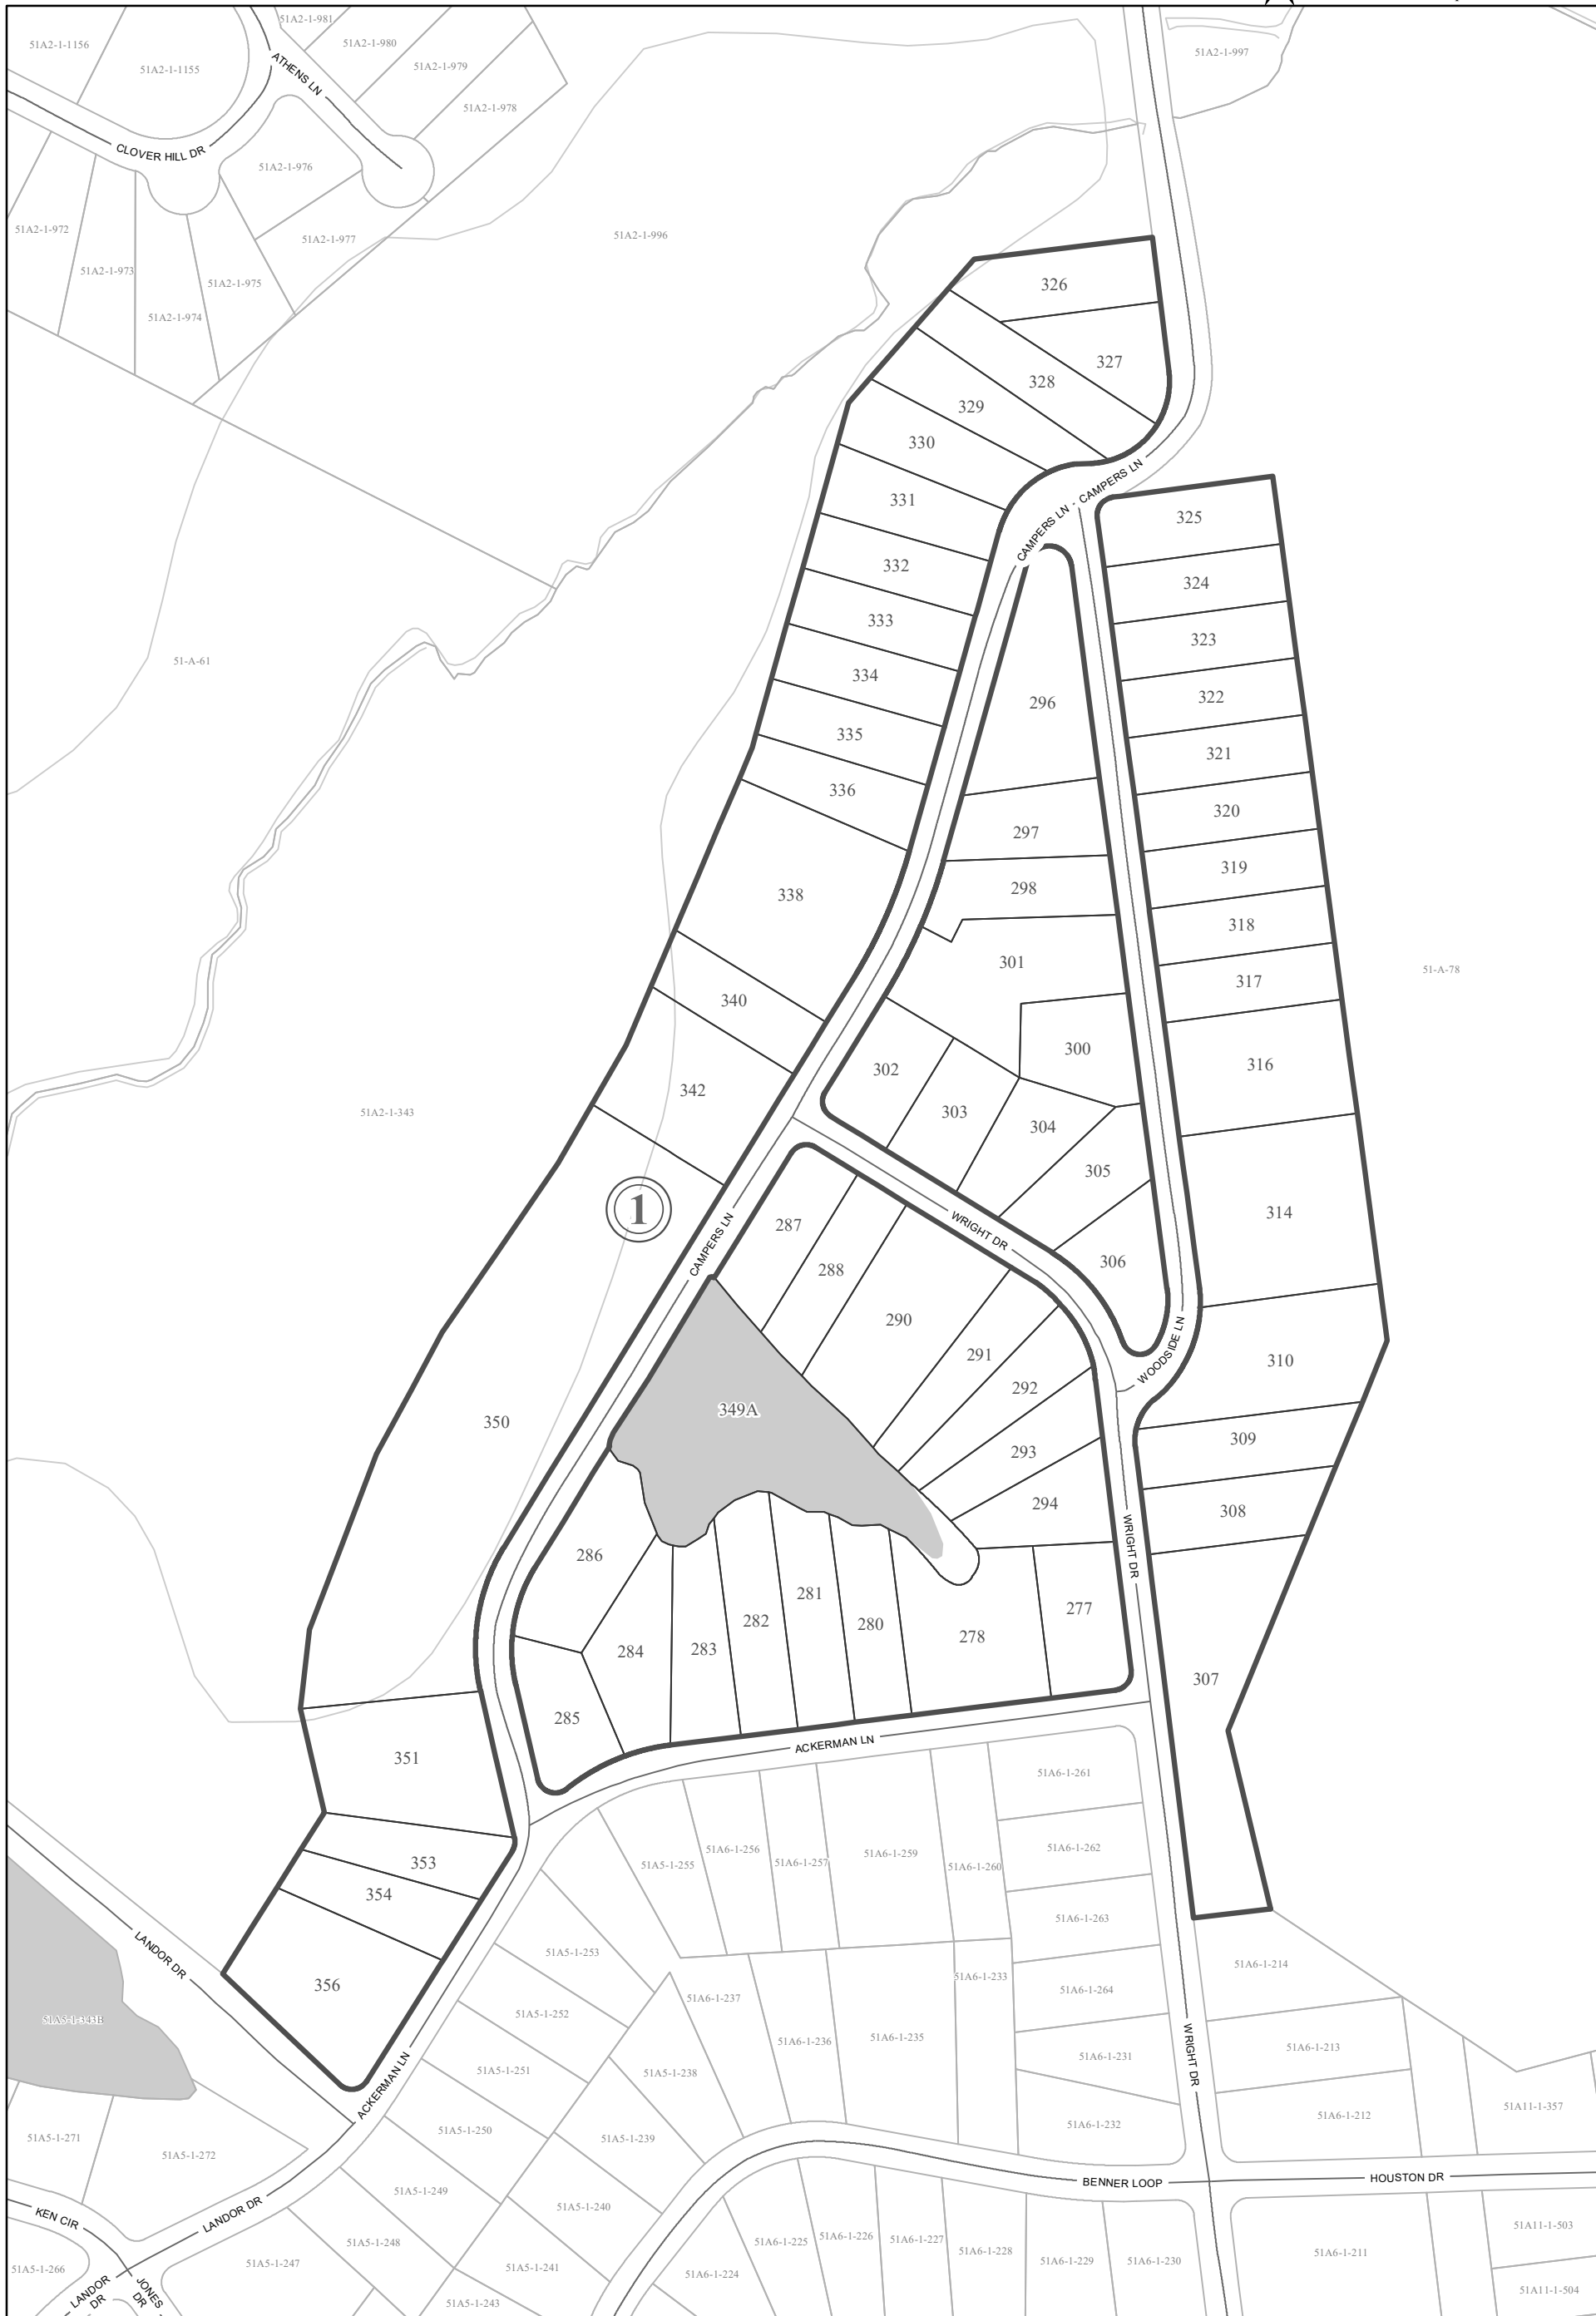 51A2-1-981
51A2-1-1156
51A2-1-980
51A2-1-997
51A2-1-1155
51A2-1-979
ATHENS LN
51A2-1-978
CLOVER HILL DR
51A2-1-976
51A2-1-972
51A2-1-977
51A2-1-996
51A2-1-973
51A2-1-975
51A2-1-974
326
327
328
329
330
CAMPERS LN
331
CAMPERS LN
325
332
324
333
323
51-A-61
334
322
296
335
321
336
320
297
319
298
338
318
301
51-A-78
317
340
300
316
302
342
303
51A2-1-343
304
305
1
287
314
WRIGHT DR
CAMPERS LN
306
288
290
WOODSIDE LN
291
310
292
349A
350
309
293
294
308
WRIGHT DR
286
281
277
282
280
278
283
284
307
285
ACKERMAN LN
351
51A6-1-261
51A6-1-256
51A6-1-262
51A6-1-259
353
51A5-1-255
51A6-1-257
51A6-1-260
354
51A6-1-263
LANDOR DR
51A5-1-253
51A6-1-214
51A6-1-233
356
51A6-1-264
51A6-1-237
51A5-1-252
51A5-1-343B
51A6-1-236
51A6-1-235
51A6-1-213
51A6-1-231
WRIGHT DR
51A5-1-251
51A5-1-238
ACKERMAN LN
51A11-1-357
51A6-1-212
51A6-1-232
51A5-1-250
51A5-1-271
51A5-1-239
51A5-1-272
HOUSTON DR
BENNER LOOP
51A5-1-249
51A5-1-240
KEN CIR
LANDOR DR
51A11-1-503
51A6-1-226
51A6-1-227
51A5-1-248
51A6-1-225
51A6-1-228
51A6-1-211
51A6-1-229
51A6-1-230
51A5-1-247
51A5-1-241
51A5-1-266
51A6-1-224
LANDOR
DR
JONES
DR
51A11-1-504
51A5-1-243